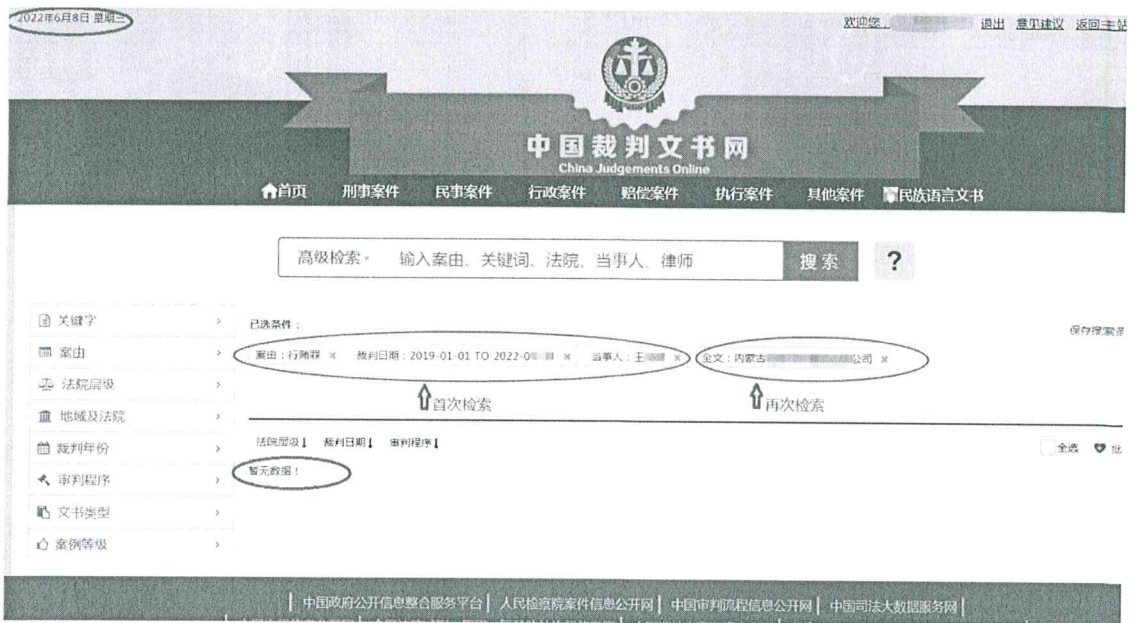 2022年6月8日 星期三
欢迎您， 退出 意见建议 返回主站
中国裁判文书网
China Judgements Online
首页 刑事案件 民事案件 行政案件 赔偿案件 执行案件 其他案件 民族语言文书
高级检索 输入案由、关键词、法院、当事人、律师 搜索 ?
关键字
案由
法院层级
地域及法院
裁判年份
审判程序
文书类型
案例等级
已选条件：
保存搜索条
案由：行贿罪 × 裁判日期：2019-01-01 TO 2022-0 × 当事人：王 × 全文：内蒙古 公司 ×
首次检索 再次检索
法院层级 裁判日期 审判程序
全选 批
暂无数据！
中国政府公开信息整合服务平台 | 人民检察院案件信息公开网 | 中国审判流程信息公开网 | 中国司法大数据服务网 |